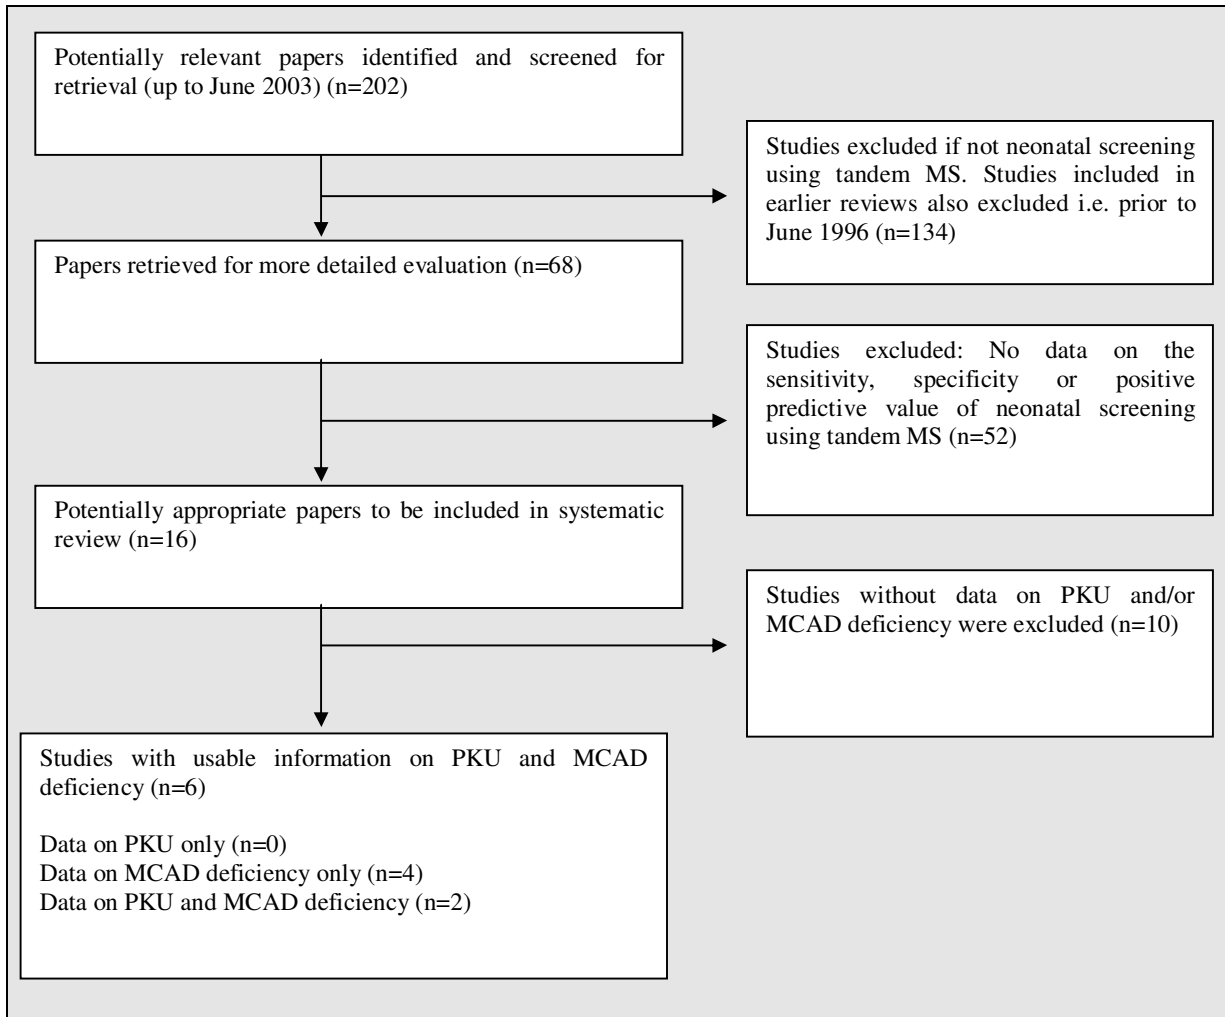 Potentially relevant papers identified and screened for
retrieval (up to June 2003) (n=202)
Studies excluded if not neonatal screening
using tandem MS. Studies included in
earlier reviews also excluded i.e. prior to
June 1996 (n=134)
Papers retrieved for more detailed evaluation (n=68)
Studies excluded: No data on the
sensitivity, specificity or positive
predictive value of neonatal screening
using tandem MS (n=52)
Potentially appropriate papers to be included in systematic
review (n=16)
Studies without data on PKU and/or
MCAD deficiency were excluded (n=10)
Studies with usable information on PKU and MCAD
deficiency (n=6)
Data on PKU only (n=0)
Data on MCAD deficiency only (n=4)
Data on PKU and MCAD deficiency (n=2)